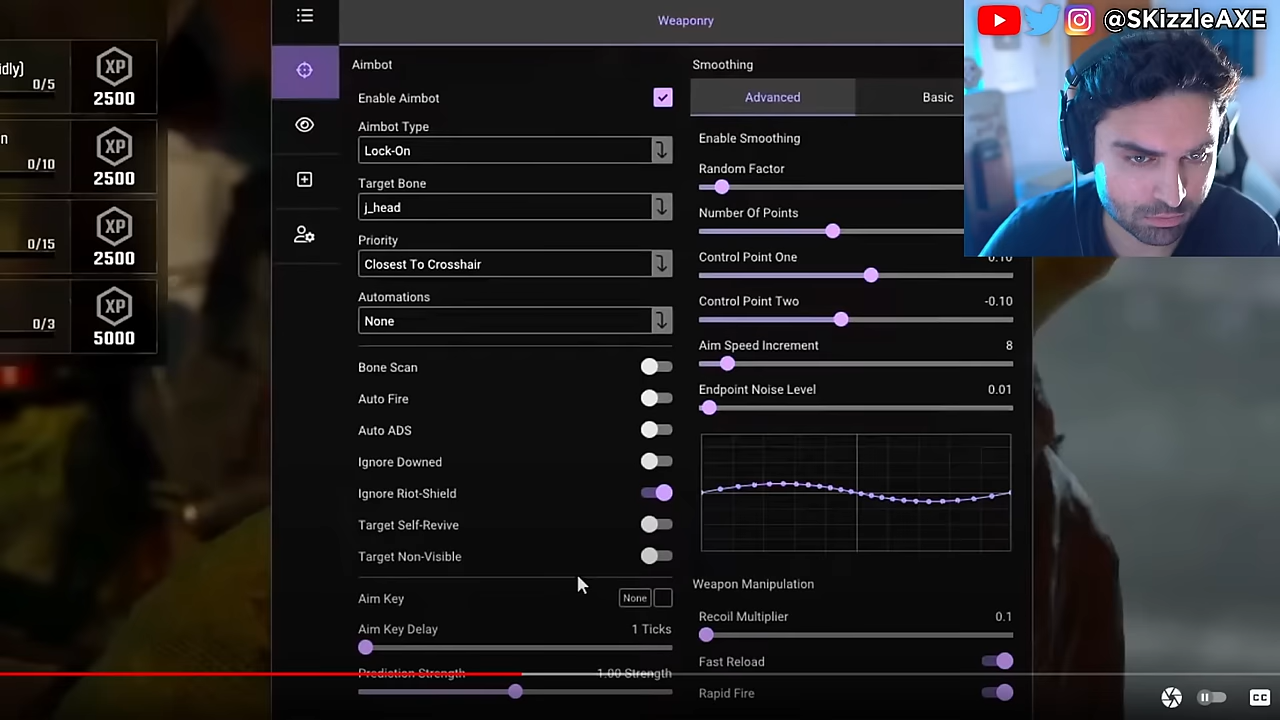 Weaponry
@SKizzleAXE
idly)
0/5
XP
2500
n
0/10
XP
2500
0/15
XP
2500
0/3
XP
5000
Aimbot
Enable Aimbot
Aimbot Type
Lock-On
Target Bone
j_head
Priority
Closest To Crosshair
Automations
None
Bone Scan
Auto Fire
Auto ADS
Ignore Downed
Ignore Riot-Shield
Target Self-Revive
Target Non-Visible
Aim Key
None
Aim Key Delay
1 Ticks
Prediction Strength
1.00 Strength
Smoothing
Advanced
Basic
Enable Smoothing
Random Factor
Number Of Points
Control Point One
0.10
Control Point Two
-0.10
Aim Speed Increment
8
Endpoint Noise Level
0.01
Weapon Manipulation
Recoil Multiplier
0.1
Fast Reload
Rapid Fire
CC